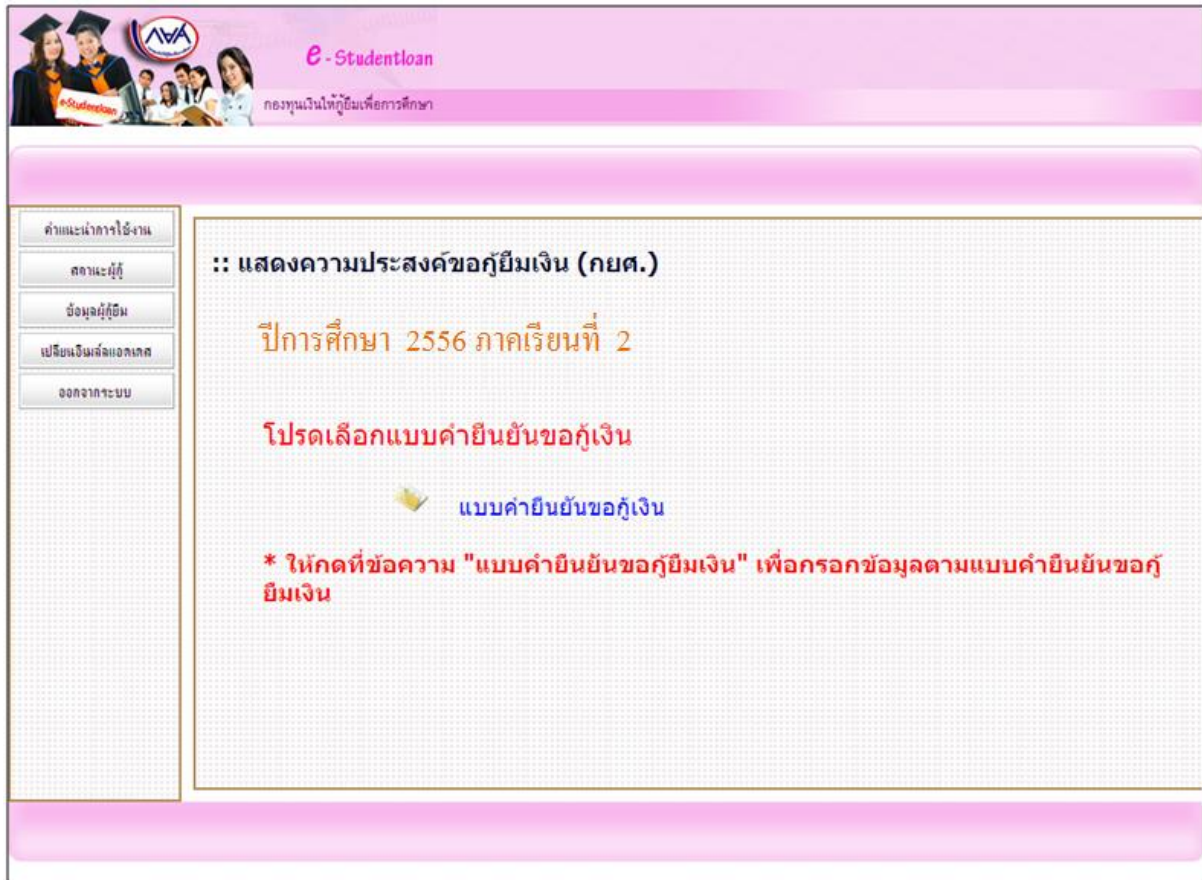 กยศ
e - Studentloan
e-Studentloan
กองทุนเงินให้กู้ยืมเพื่อการศึกษา
คำแนะนำการใช้งาน
สถานะผู้กู้
ข้อมูลผู้กู้ยืม
เปลี่ยนอีเมล์แอดเดส
ออกจากระบบ
:: แสดงความประสงค์ขอกู้ยืมเงิน (กยศ.)
ปีการศึกษา 2556 ภาคเรียนที่ 2
โปรดเลือกแบบคำยืนยันขอกู้เงิน
แบบคำยืนยันขอกู้เงิน
* ให้กดที่ข้อความ "แบบคำยืนยันขอกู้ยืมเงิน" เพื่อกรอกข้อมูลตามแบบคำยืนยันขอกู้
ยืมเงิน